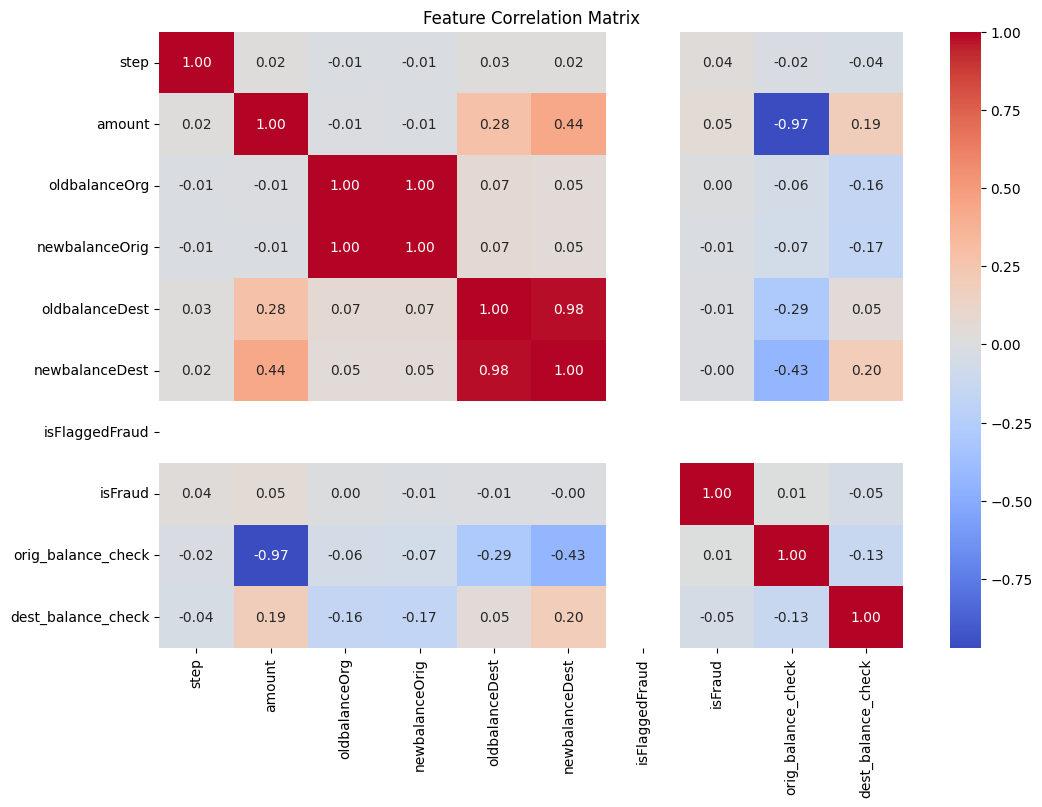 Feature Correlation Matrix
step 1.00 0.02 -0.01 -0.01 0.03 0.02 0.04 -0.02 -0.04
amount 0.02 1.00 -0.01 -0.01 0.28 0.44 0.05 -0.97 0.19
oldbalanceOrg -0.01 -0.01 1.00 1.00 0.07 0.05 0.00 -0.06 -0.16
newbalanceOrig -0.01 -0.01 1.00 1.00 0.07 0.05 -0.01 -0.07 -0.17
oldbalanceDest 0.03 0.28 0.07 0.07 1.00 0.98 -0.01 -0.29 0.05
newbalanceDest 0.02 0.44 0.05 0.05 0.98 1.00 -0.00 -0.43 0.20
isFlaggedFraud
isFraud 0.04 0.05 0.00 -0.01 -0.01 -0.00 1.00 0.01 -0.05
orig_balance_check -0.02 -0.97 -0.06 -0.07 -0.29 -0.43 0.01 1.00 -0.13
dest_balance_check -0.04 0.19 -0.16 -0.17 0.05 0.20 -0.05 -0.13 1.00
step
amount
oldbalanceOrg
newbalanceOrig
oldbalanceDest
newbalanceDest
isFlaggedFraud
isFraud
orig_balance_check
dest_balance_check
1.00
0.75
0.50
0.25
0.00
−0.25
−0.50
−0.75